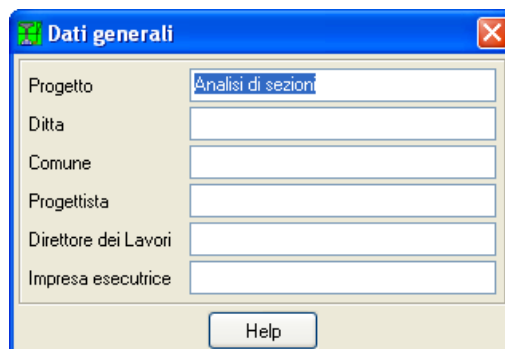 Dati generali
Progetto Analisi di sezioni
Ditta
Comune
Progettista
Direttore dei Lavori
Impresa esecutrice
Help